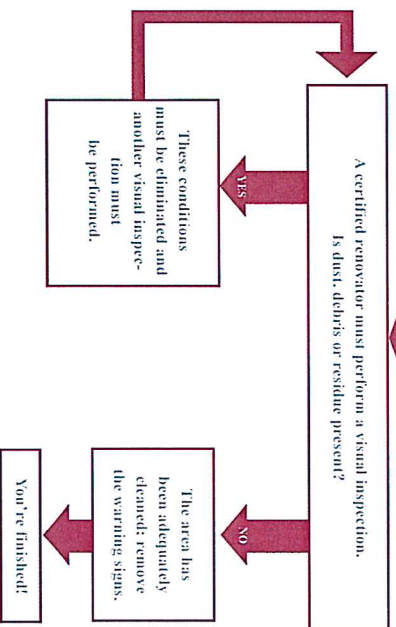 A certified renovator must perform a visual inspection.
Is dust, debris or residue present?
YES
These conditions
must be eliminated and
another visual inspec-
tion must
be performed.
NO
The area has
been adequately
cleaned; remove
the warning signs.
You're finished!